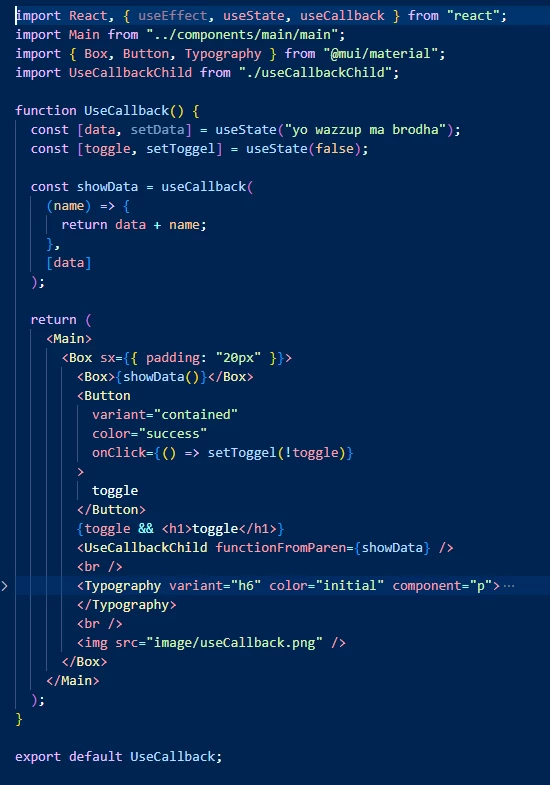 import React, { useEffect, useState, useCallback } from "react";
import Main from "../components/main/main";
import { Box, Button, Typography } from "@mui/material";
import UseCallbackChild from "./useCallbackChild";

function UseCallback() {
  const [data, setData] = useState("yo wazzup ma brodha");
  const [toggle, setToggel] = useState(false);

  const showData = useCallback(
    (name) => {
      return data + name;
    },
    [data]
  );

  return (
    <Main>
      <Box sx={{ padding: "20px" }}>
        <Box>{showData()}</Box>
        <Button
          variant="contained"
          color="success"
          onClick={() => setToggel(!toggle)}
        >
          toggle
        </Button>
        {toggle && <h1>toggle</h1>}
        <UseCallbackChild functionFromParen={showData} />
        <br />
        <Typography variant="h6" color="initial" component="p">⋯
        </Typography>
        <br />
        <img src="image/useCallback.png" />
      </Box>
    </Main>
  );
}

export default UseCallback;